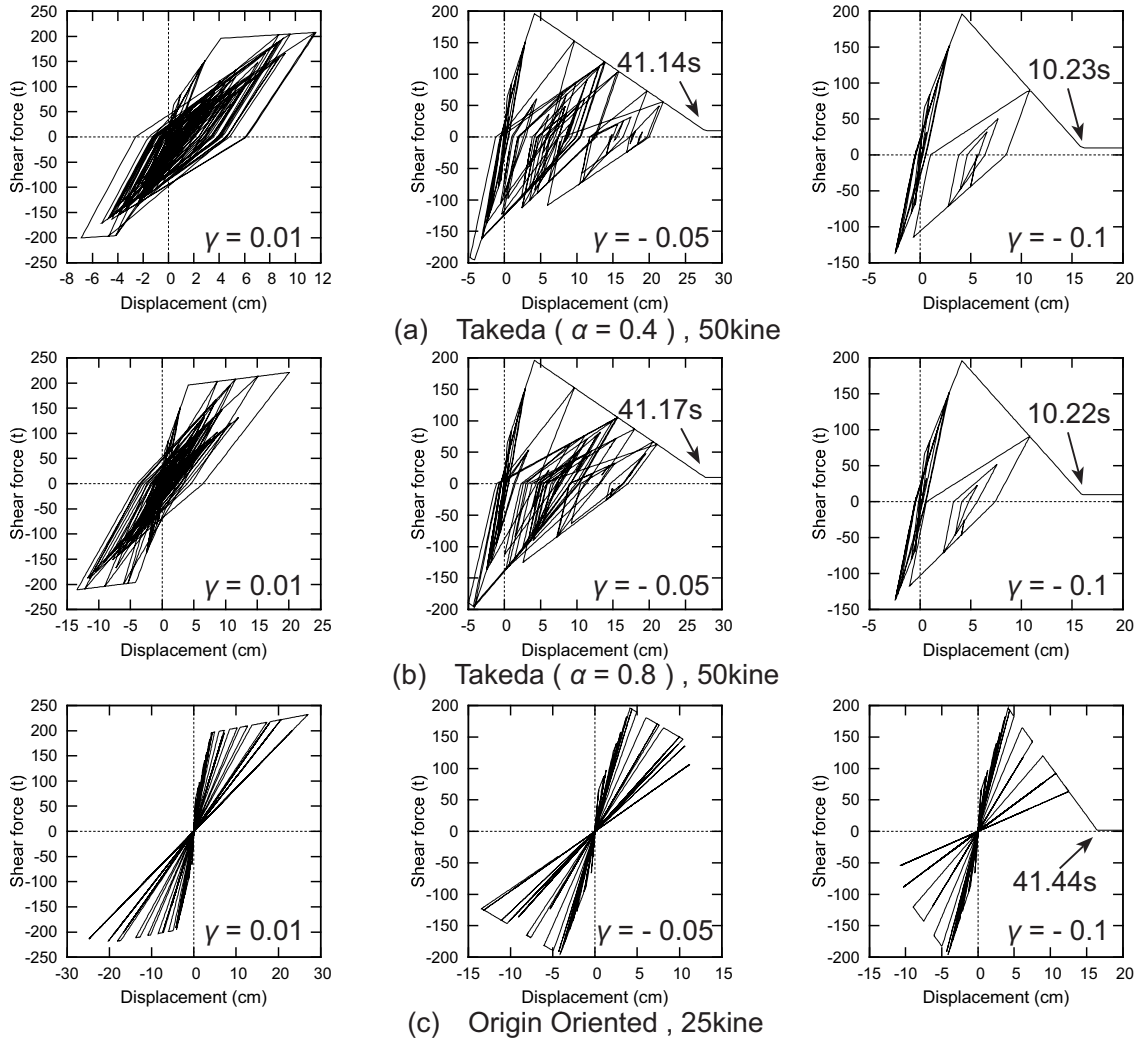 250
200
150
100
50
0
-50
-100
-150
-200
-250
Shear force (t)
-8 -6 -4 -2 0 2 4 6 8 10 12
Displacement (cm)
γ = 0.01
200
150
100
50
0
-50
-100
-150
200
Shear force (t)
-5 0 5 10 15 20 25 30
Displacement (cm)
41.14s
γ = - 0.05
200
150
100
50
0
-50
-100
-150
Shear force (t)
-5 0 5 10 15 20
Displacement (cm)
10.23s
γ = - 0.1
(a) Takeda ( α = 0.4 ) , 50kine
250
200
150
100
50
0
-50
-100
-150
-200
250
Shear force (t)
-15 -10 -5 0 5 10 15 20 25
Displacement (cm)
γ = 0.01
200
150
100
50
0
-50
-100
-150
200
Shear force (t)
-5 0 5 10 15 20 25 30
Displacement (cm)
41.17s
γ = - 0.05
200
150
100
50
0
-50
-100
-150
Shear force (t)
-5 0 5 10 15 20
Displacement (cm)
10.22s
γ = - 0.1
(b) Takeda ( α = 0.8 ) , 50kine
250
200
150
100
50
0
-50
-100
-150
-200
250
Shear force (t)
-30 -20 -10 0 10 20 30
Displacement (cm)
γ = 0.01
200
150
100
50
0
-50
-100
-150
200
Shear force (t)
-15 -10 -5 0 5 10 15
Displacement (cm)
γ = - 0.05
200
150
100
50
0
-50
-100
-150
200
Shear force (t)
-15 -10 -5 0 5 10 15 20
Displacement (cm)
41.44s
γ = - 0.1
(c) Origin Oriented , 25kine